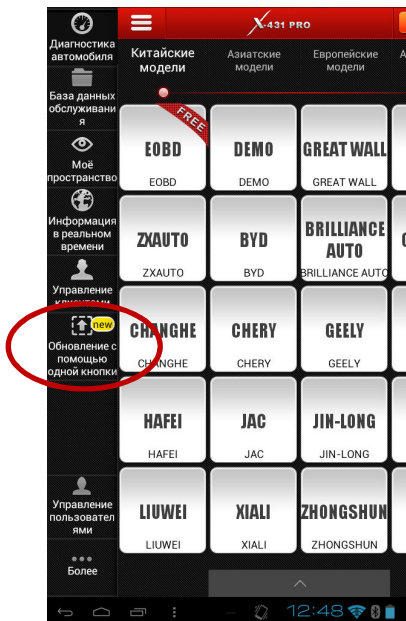 Диагностика
автомобиля
База данных
обслуживани
я
Моё
пространство
Информация
в реальном
времени
Управление
клиентами
new
Обновление с
помощью
одной кнопки
Управление
пользовател
ями
Более
X-431 PRO
Китайские
модели
Азиатские
модели
Европейские
модели
FREE
EOBD
EOBD
DEMO
DEMO
GREAT WALL
GREAT WALL
ZXAUTO
ZXAUTO
BYD
BYD
BRILLIANCE
AUTO
BRILLIANCE AUTO
CHANGHE
CHANGHE
CHERY
CHERY
GEELY
GEELY
HAFEI
HAFEI
JAC
JAC
JIN-LONG
JIN-LONG
LIUWEI
LIUWEI
XIALI
XIALI
ZHONGSHUN
ZHONGSHUN
12:48